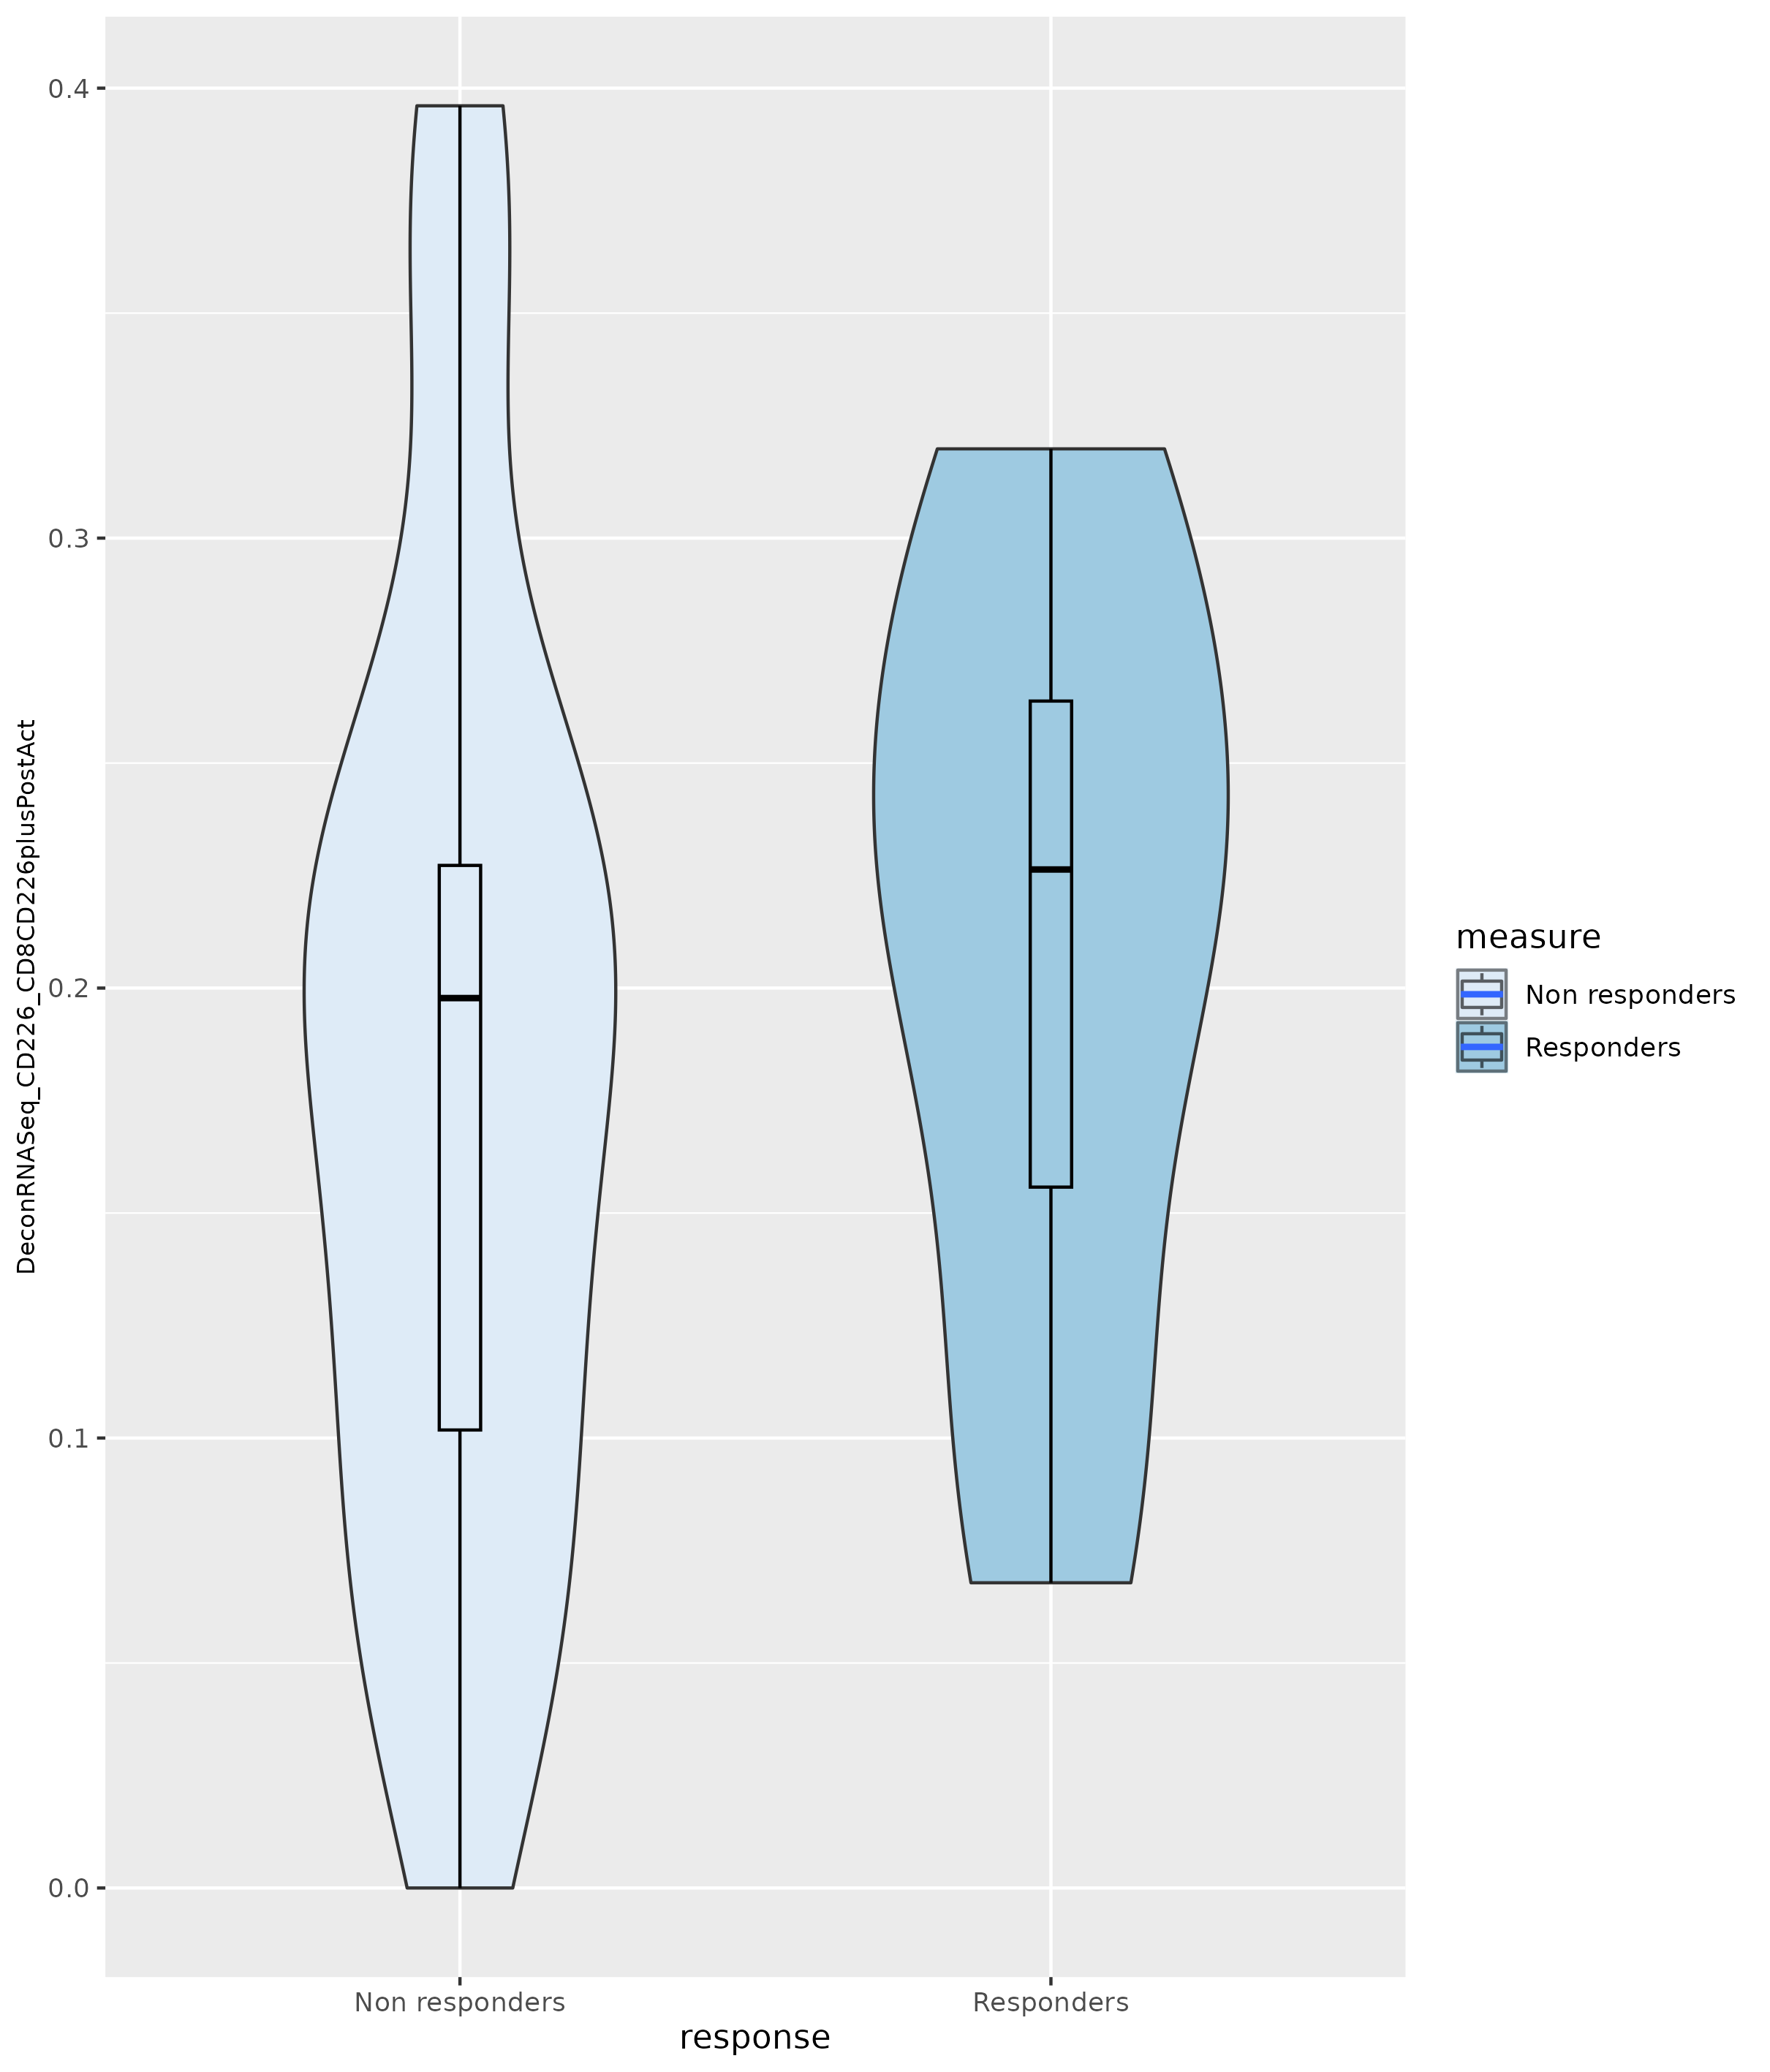 DeconRNASeq_CD226_CD8CD226plusPostAct
0.4
0.3
0.2
0.1
0.0
Non responders
Responders
response
measure
Non responders
Responders